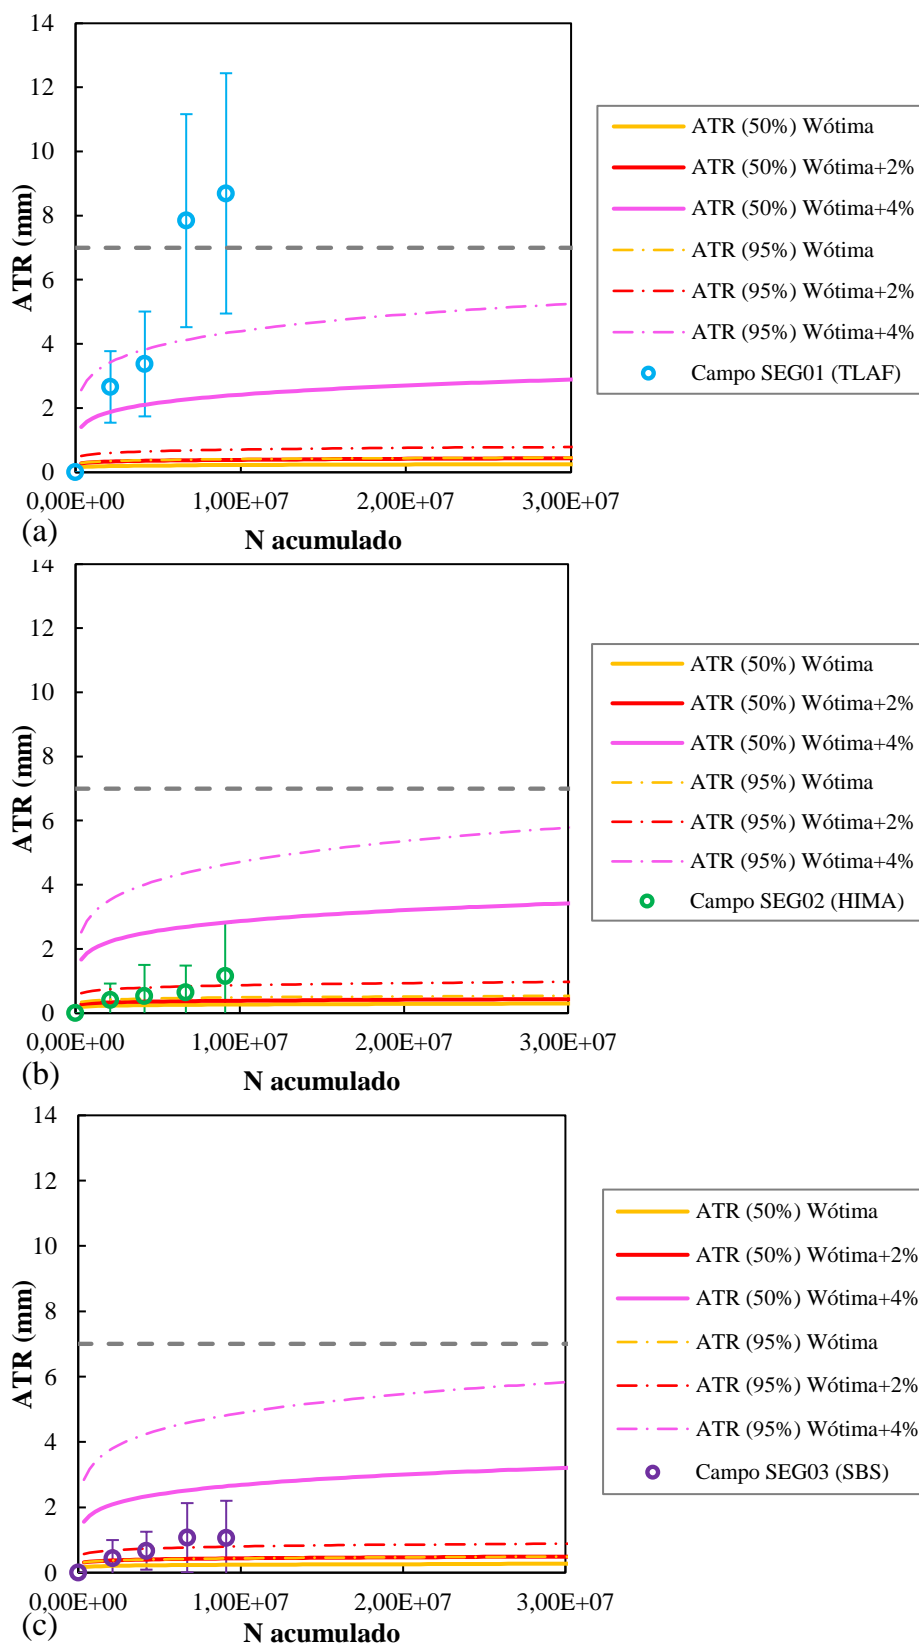 14
12
10
8
6
4
2
0
ATR (mm)
0,00E+00 1,00E+07 2,00E+07 3,00E+07
N acumulado
(a)
ATR (50%) Wótima
ATR (50%) Wótima+2%
ATR (50%) Wótima+4%
ATR (95%) Wótima
ATR (95%) Wótima+2%
ATR (95%) Wótima+4%
Campo SEG01 (TLAF)
14
12
10
8
6
4
2
0
ATR (mm)
0,00E+00 1,00E+07 2,00E+07 3,00E+07
N acumulado
(b)
ATR (50%) Wótima
ATR (50%) Wótima+2%
ATR (50%) Wótima+4%
ATR (95%) Wótima
ATR (95%) Wótima+2%
ATR (95%) Wótima+4%
Campo SEG02 (HIMA)
14
12
10
8
6
4
2
0
ATR (mm)
0,00E+00 1,00E+07 2,00E+07 3,00E+07
N acumulado
(c)
ATR (50%) Wótima
ATR (50%) Wótima+2%
ATR (50%) Wótima+4%
ATR (95%) Wótima
ATR (95%) Wótima+2%
ATR (95%) Wótima+4%
Campo SEG03 (SBS)